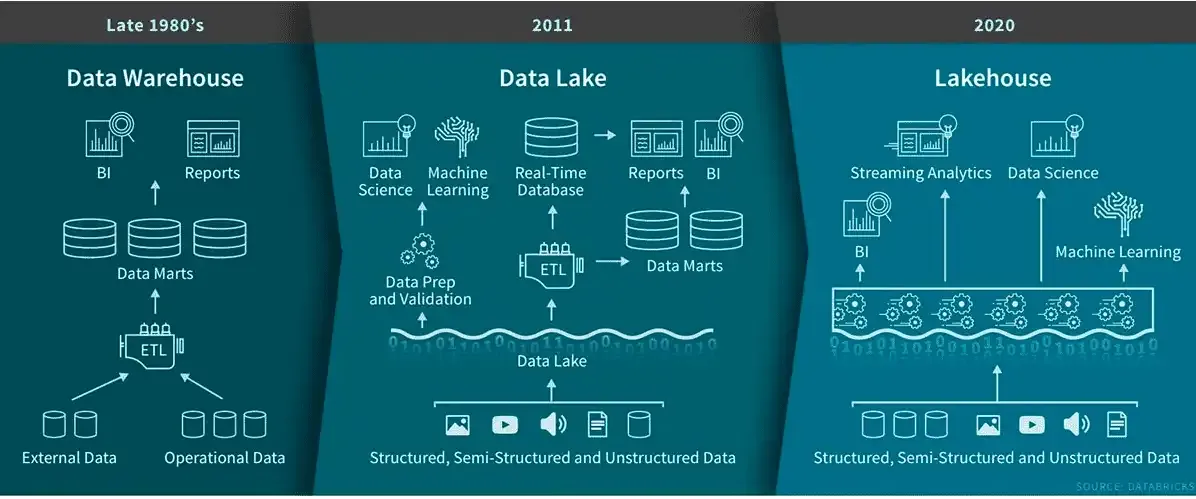 Late 1980's
2011
2020
Data Warehouse
BI
Reports
Data Marts
ETL
External Data
Operational Data
Data Lake
Data
Science
Machine
Learning
Real-Time
Database
Reports
BI
Data Prep
and Validation
ETL
Data Marts
Data Lake
Structured, Semi-Structured and Unstructured Data
Lakehouse
Streaming Analytics
Data Science
BI
Machine Learning
Structured, Semi-Structured and Unstructured Data
SOURCE: DATABRICKS